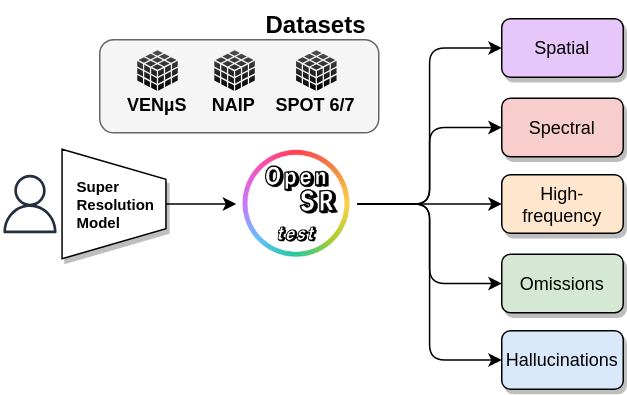 Datasets
VENµS NAIP SPOT 6/7
Super
Resolution
Model
Open
SR
test
Spatial
Spectral
High-
frequency
Omissions
Hallucinations